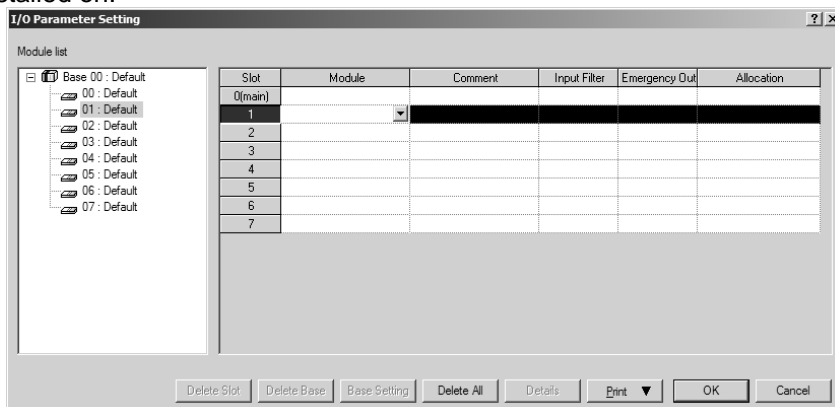 talled on.
I/O Parameter Setting
Module list
Base 00 : Default
00 : Default
01 : Default
02 : Default
03 : Default
04 : Default
05 : Default
06 : Default
07 : Default
Slot Module Comment Input Filter Emergency Out Allocation
0(main)
1
2
3
4
5
6
7
Delete Slot Delete Base Base Setting Delete All Details Print ▼ OK Cancel